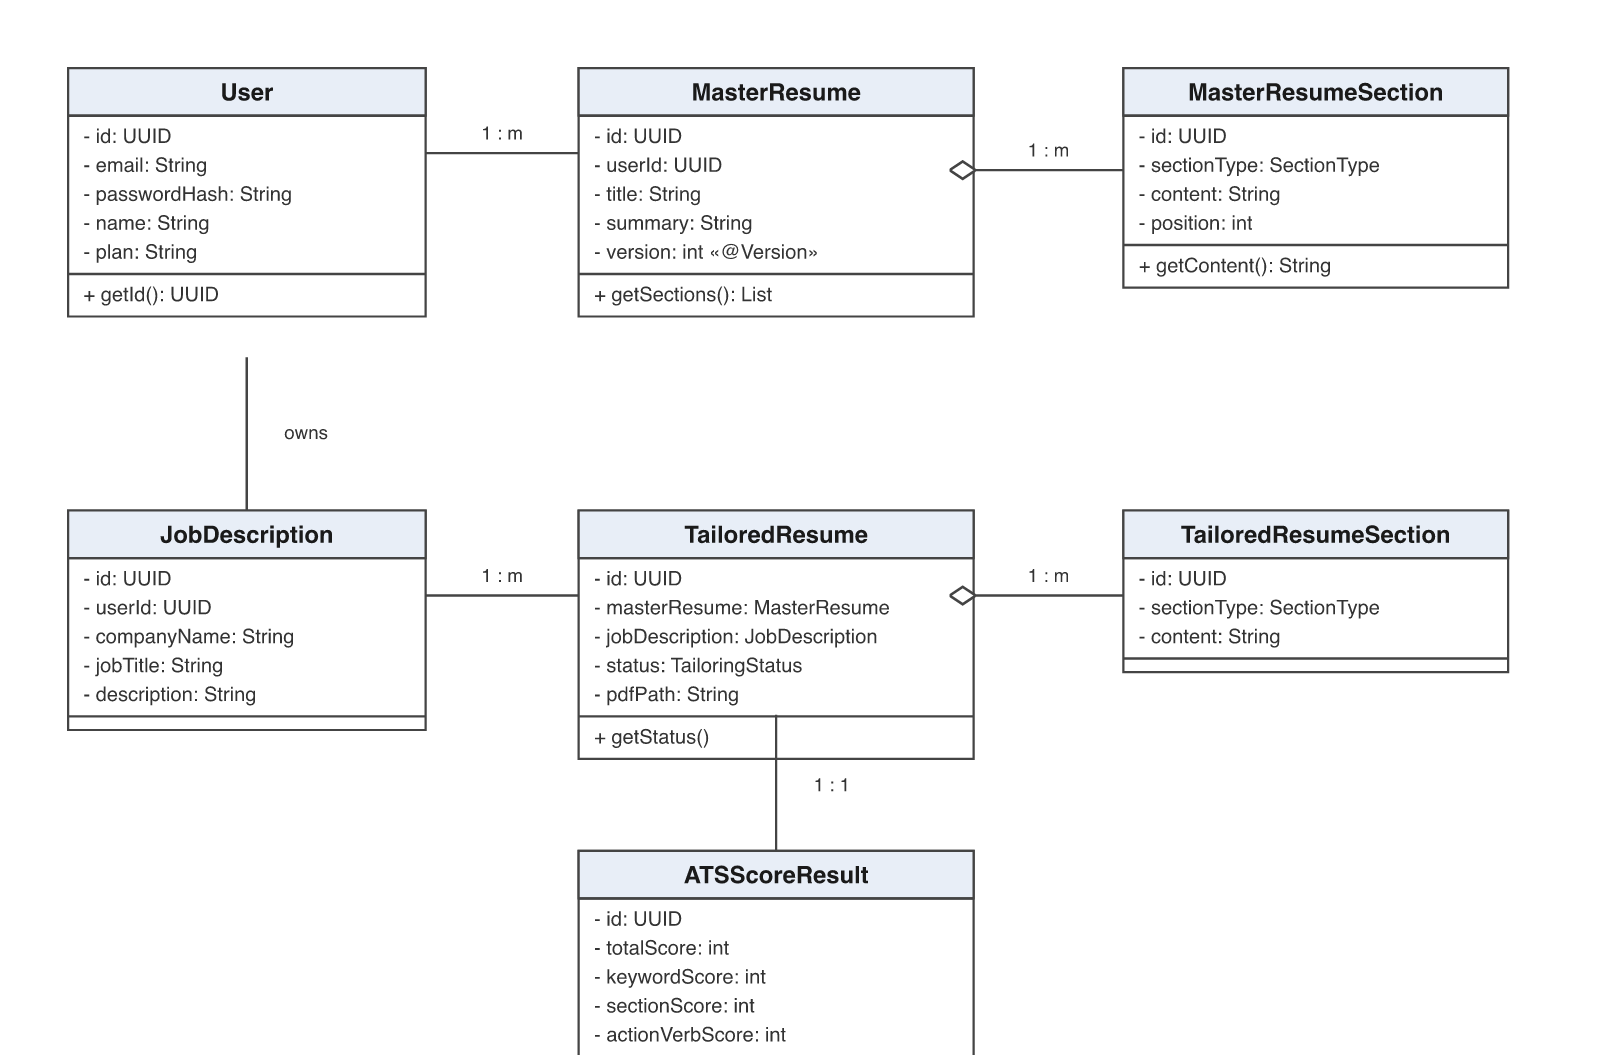 User
- id: UUID
- email: String
- passwordHash: String
- name: String
- plan: String
+ getId(): UUID
1 : m
MasterResume
- id: UUID
- userId: UUID
- title: String
- summary: String
- version: int «@Version»
+ getSections(): List
1 : m
MasterResumeSection
- id: UUID
- sectionType: SectionType
- content: String
- position: int
+ getContent(): String
owns
JobDescription
- id: UUID
- userId: UUID
- companyName: String
- jobTitle: String
- description: String
1 : m
TailoredResume
- id: UUID
- masterResume: MasterResume
- jobDescription: JobDescription
- status: TailoringStatus
- pdfPath: String
+ getStatus()
1 : m
TailoredResumeSection
- id: UUID
- sectionType: SectionType
- content: String
1 : 1
ATSScoreResult
- id: UUID
- totalScore: int
- keywordScore: int
- sectionScore: int
- actionVerbScore: int